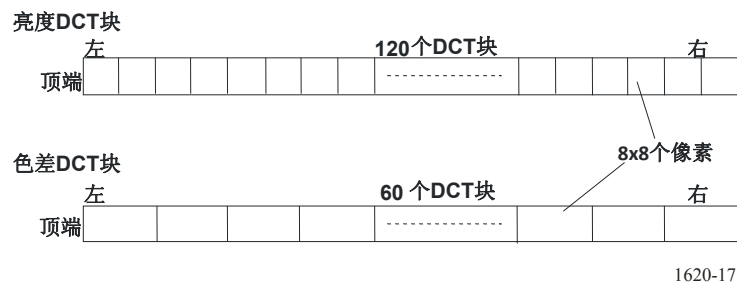 亮度DCT块
左 120个DCT块 右
顶端
8x8个像素
色差DCT块
左 60 个DCT块 右
顶端
1620-17